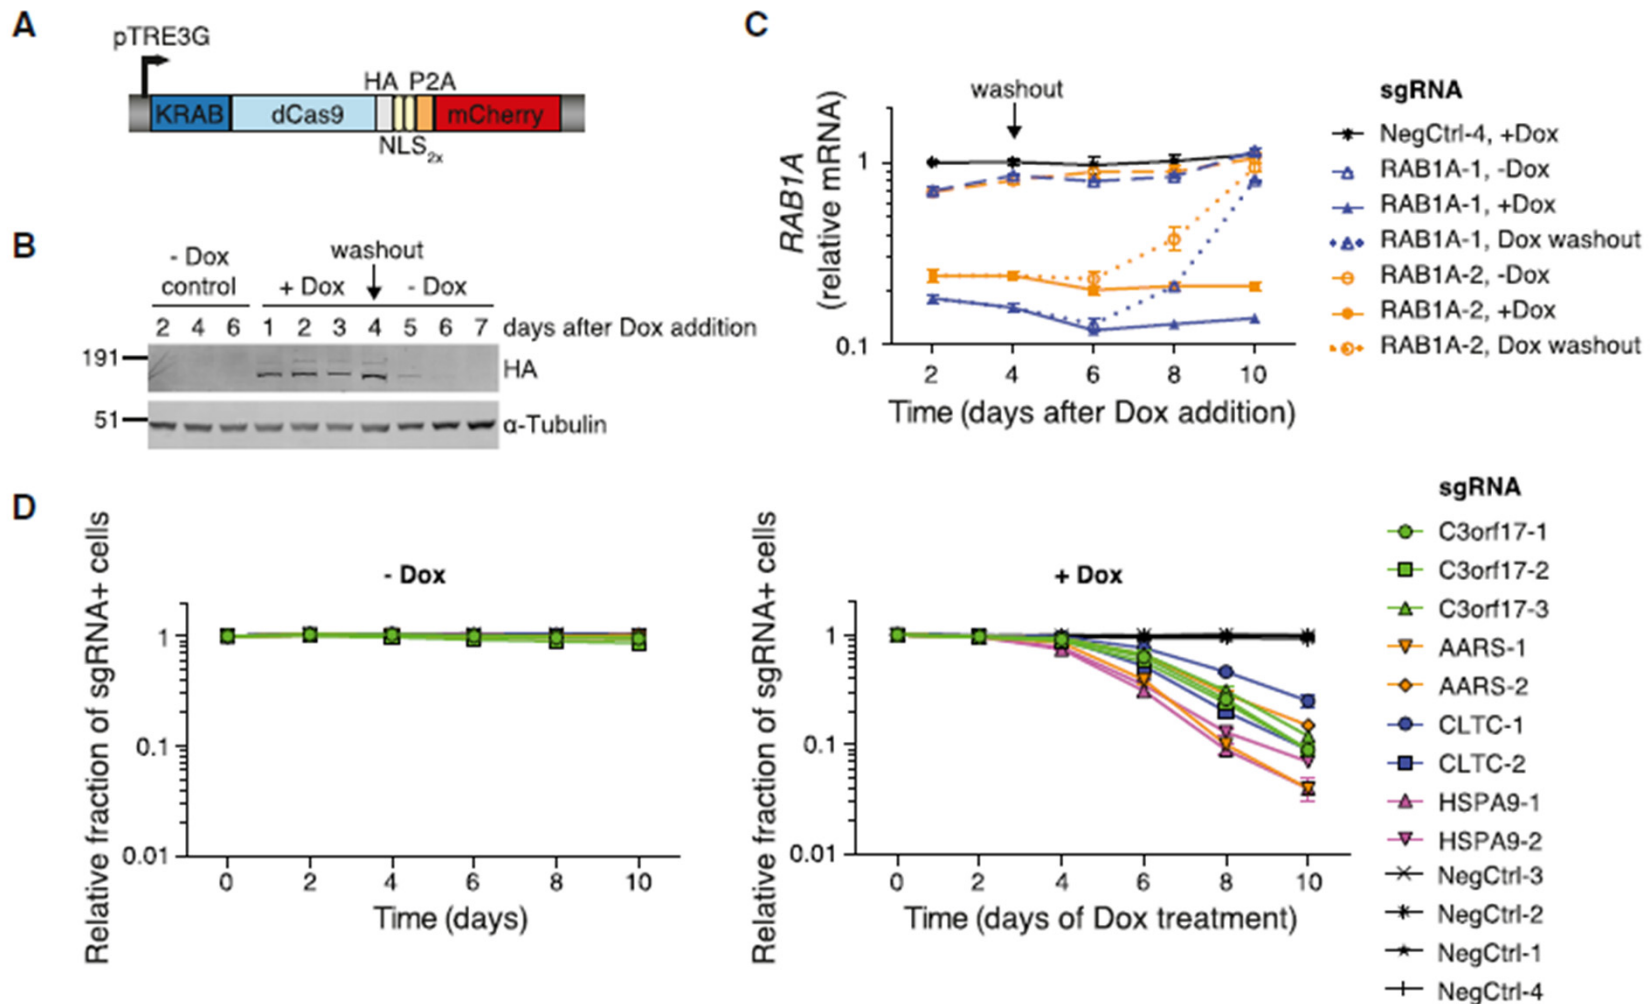 A
pTRE3G
HA P2A
KRAB dCas9 mCherry
NLS2x
B
- Dox
control
washout
+ Dox - Dox
2 4 6 1 2 3 4 5 6 7 days after Dox addition
191 HA
51 α-Tubulin
C
washout
RAB1A
(relative mRNA)
1
0.1
2 4 6 8 10
Time (days after Dox addition)
sgRNA
NegCtrl-4, +Dox
RAB1A-1, -Dox
RAB1A-1, +Dox
RAB1A-1, Dox washout
RAB1A-2, -Dox
RAB1A-2, +Dox
RAB1A-2, Dox washout
D
Relative fraction of sgRNA+ cells
- Dox
1
0.1
0.01
0 2 4 6 8 10
Time (days)
Relative fraction of sgRNA+ cells
+ Dox
1
0.1
0.01
0 2 4 6 8 10
Time (days of Dox treatment)
sgRNA
C3orf17-1
C3orf17-2
C3orf17-3
AARS-1
AARS-2
CLTC-1
CLTC-2
HSPA9-1
HSPA9-2
NegCtrl-3
NegCtrl-2
NegCtrl-1
NegCtrl-4